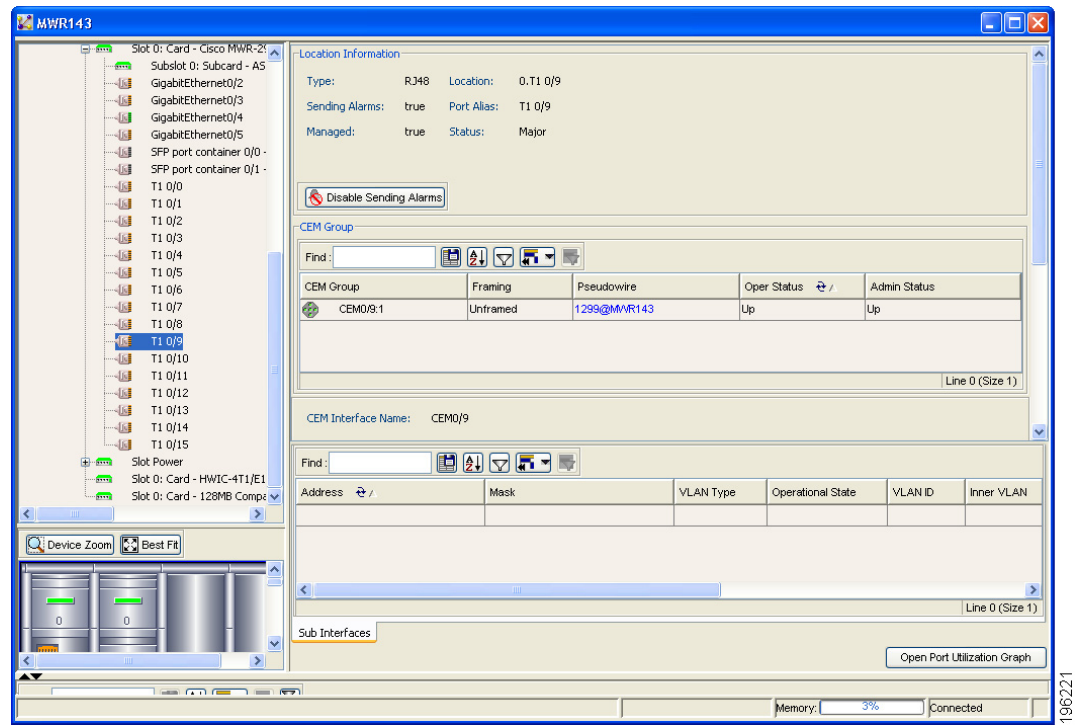 MWR143
Slot 0: Card - Cisco MWR-29
Subslot 0: Subcard - AS
GigabitEthernet0/2
GigabitEthernet0/3
GigabitEthernet0/4
GigabitEthernet0/5
SFP port container 0/0 -
SFP port container 0/1 -
T1 0/0
T1 0/1
T1 0/2
T1 0/3
T1 0/4
T1 0/5
T1 0/6
T1 0/7
T1 0/8
T1 0/9
T1 0/10
T1 0/11
T1 0/12
T1 0/13
T1 0/14
T1 0/15
Slot Power
Slot 0: Card - HWIC-4T1/E1
Slot 0: Card - 128MB Compa
Device Zoom Best Fit
0 0
Location Information
Type: RJ48 Location: 0.T1 0/9
Sending Alarms: true Port Alias: T1 0/9
Managed: true Status: Major
Disable Sending Alarms
CEM Group
Find :
CEM Group Framing Pseudowire Oper Status Admin Status
CEM0/9:1 Unframed 1299@MWR143 Up Up
Line 0 (Size 1)
CEM Interface Name: CEM0/9
Find :
Address Mask VLAN Type Operational State VLAN ID Inner VLAN
Line 0 (Size 1)
Sub Interfaces
Open Port Utilization Graph
Memory: 3% Connected
196221